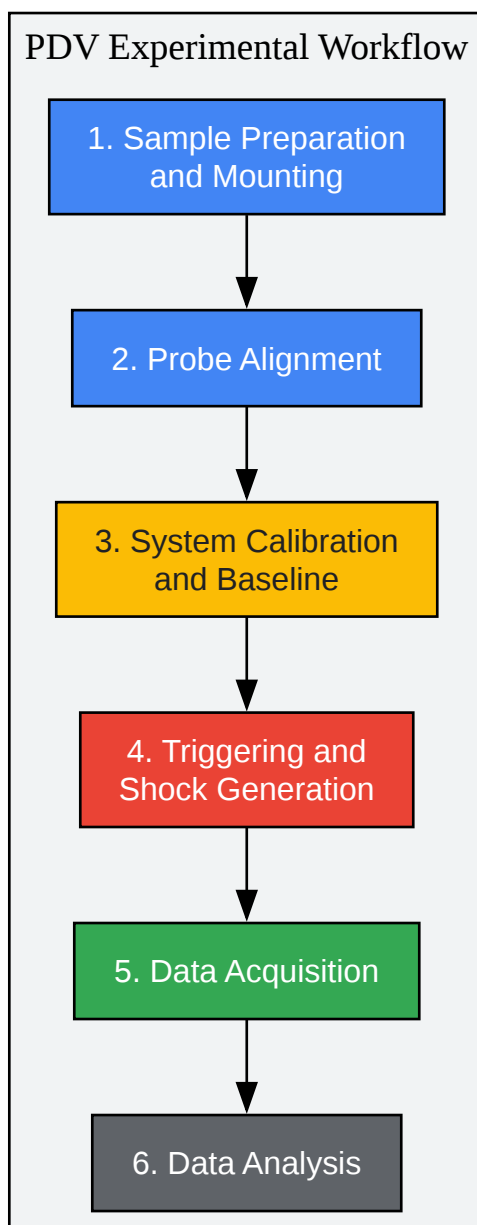 PDV Experimental Workflow
1. Sample Preparation
and Mounting
2. Probe Alignment
3. System Calibration
and Baseline
4. Triggering and
Shock Generation
5. Data Acquisition
6. Data Analysis